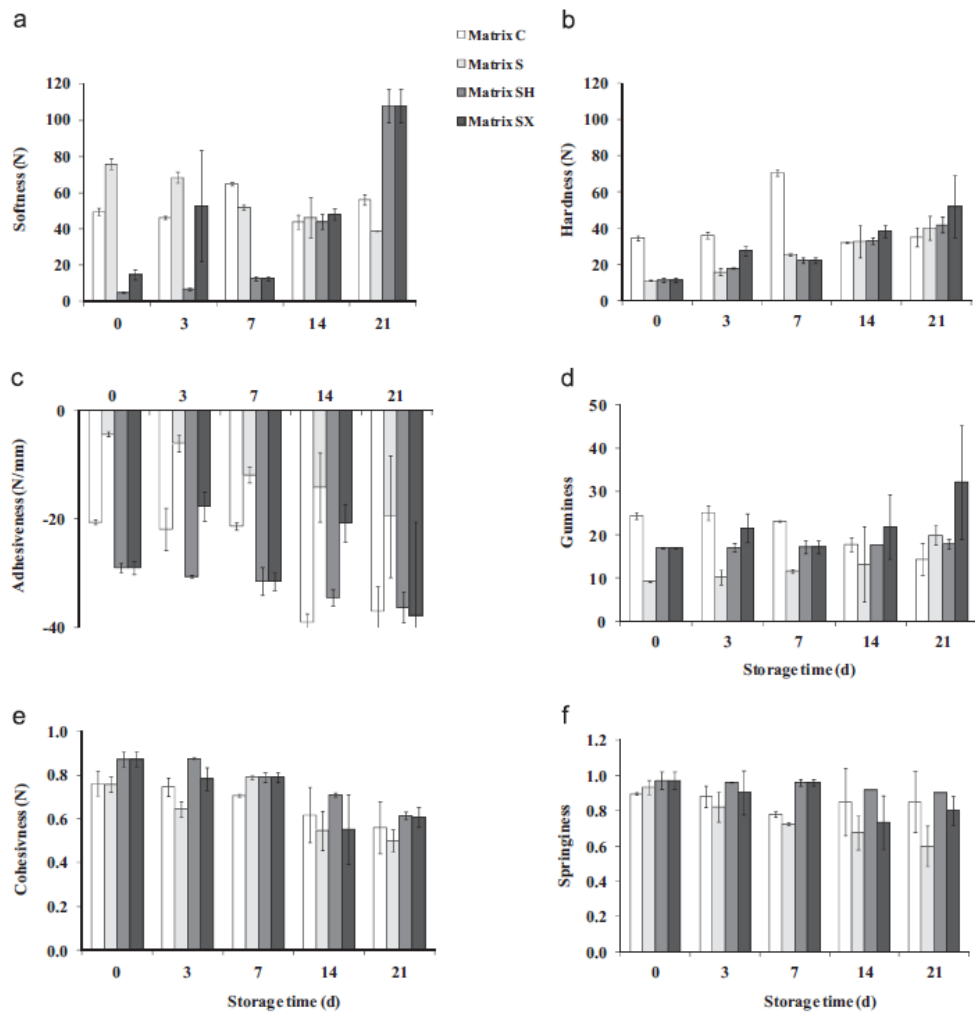 a
Matrix C
Matrix S
Matrix SH
Matrix SX
b
120
100
80
60
40
20
0
Softness (N)
0 3 7 14 21
120
100
80
60
40
20
0
Hardness (N)
0 3 7 14 21
c
0 3 7 14 21
0
-20
-40
Adhesiveness (N/mm)
d
50
40
30
20
10
0
Guminess
0 3 7 14 21
Storage time (d)
e
1.0
0.8
0.6
0.4
0.2
0.0
Cohesivness (N)
0 3 7 14 21
Storage time (d)
f
1.2
1.0
0.8
0.6
0.4
0.2
0.0
Springiness
0 3 7 14 21
Storage time (d)